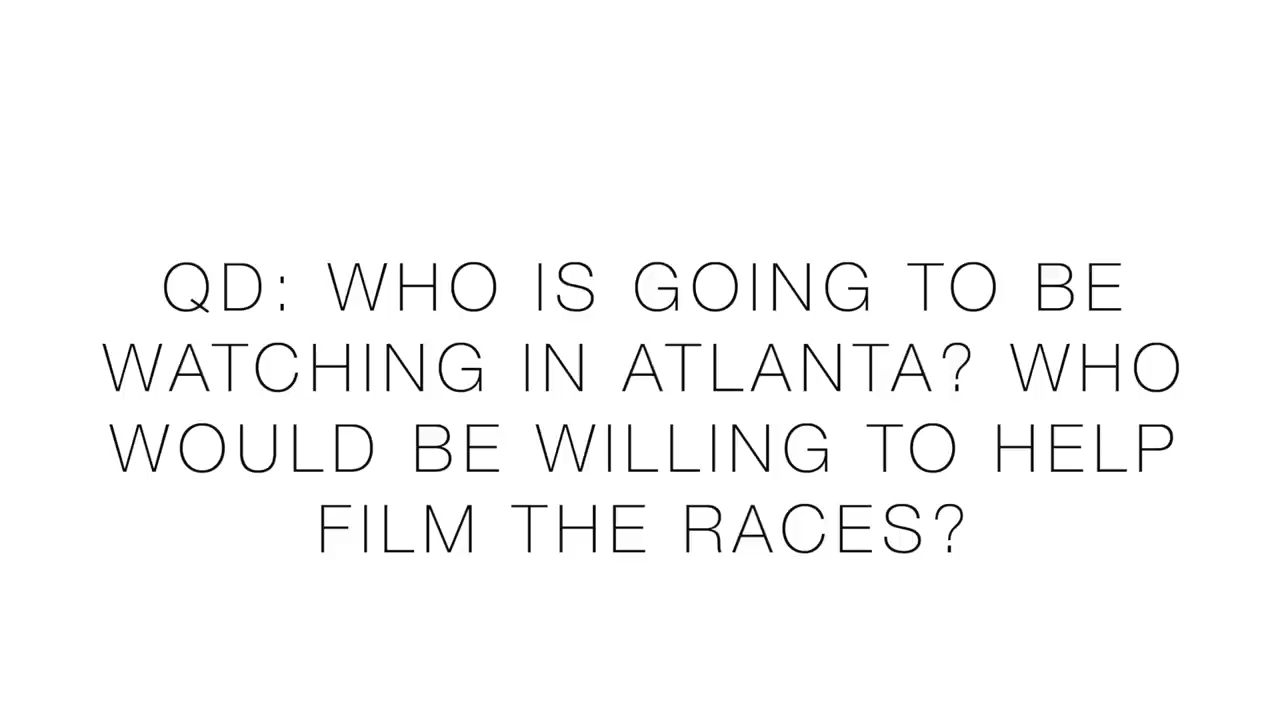 QD: WHO IS GOING TO BE
WATCHING IN ATLANTA? WHO
WOULD BE WILLING TO HELP
FILM THE RACES?